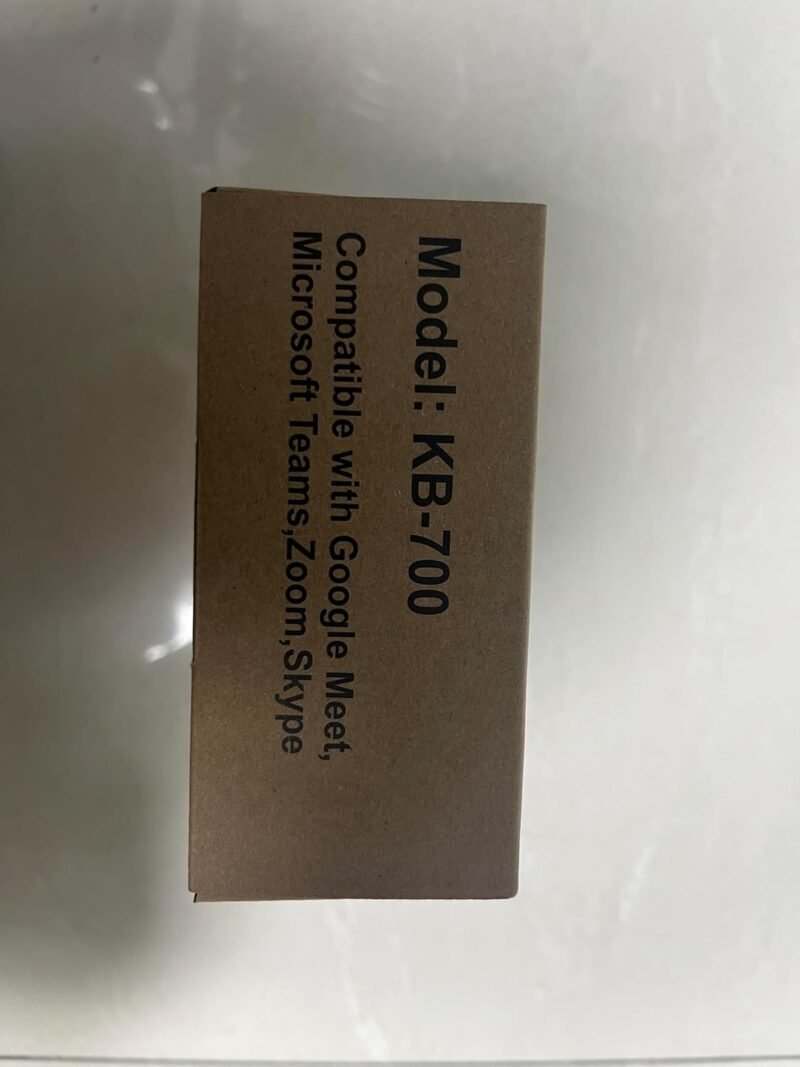 Model: KB-700
Compatible with Google Meet,
Microsoft Teams,Zoom,Skype